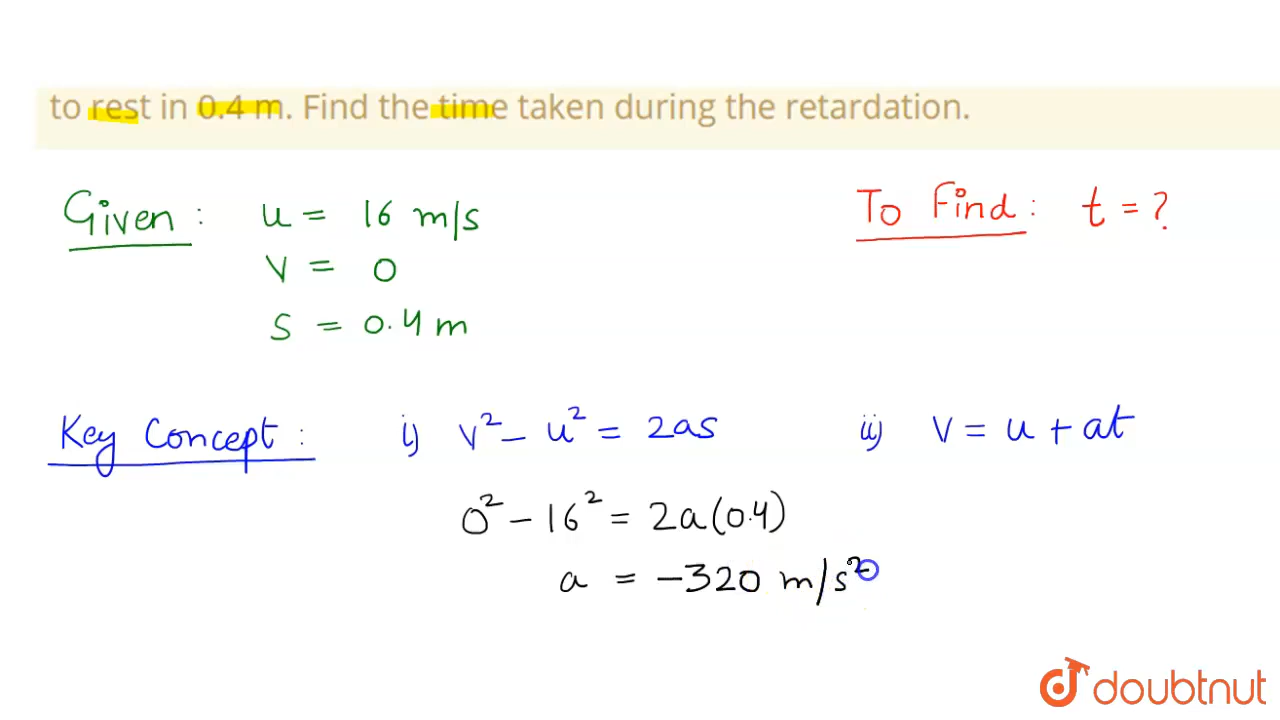 to rest in 0.4 m. Find the time taken during the retardation.
Given : u = 16 m/s To Find : t = ?
v = 0
s = 0.4 m
Key Concept : i) v² - u² = 2as ii) v = u + at
0² - 16² = 2a(0.4)
a = -320 m/s²
doubtnut